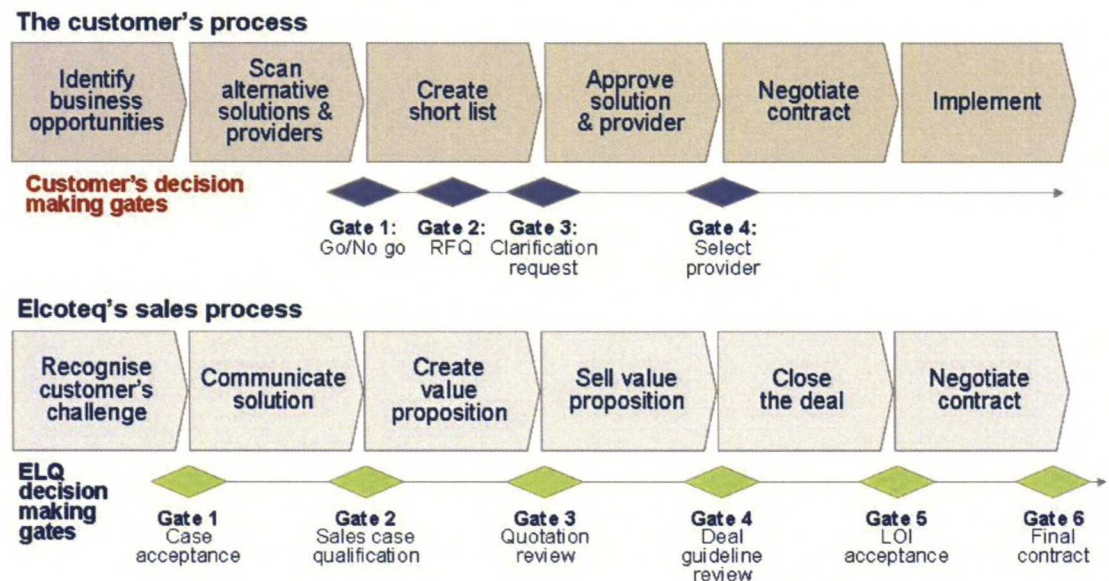 The customer's process
Identify
business
opportunities
Scan
alternative
solutions &
providers
Create
short list
Approve
solution
& provider
Negotiate
contract
Implement
Customer's decision
making gates
Gate 1:
Go/No go
Gate 2:
RFQ
Gate 3:
Clarification
request
Gate 4:
Select
provider
Elcoteq's sales process
Recognise
customer's
challenge
Communicate
solution
Create
value
proposition
Sell value
proposition
Close
the deal
Negotiate
contract
ELQ
decision
making
gates
Gate 1
Case
acceptance
Gate 2
Sales case
qualification
Gate 3
Quotation
review
Gate 4
Deal
guideline
review
Gate 5
LOI
acceptance
Gate 6
Final
contract